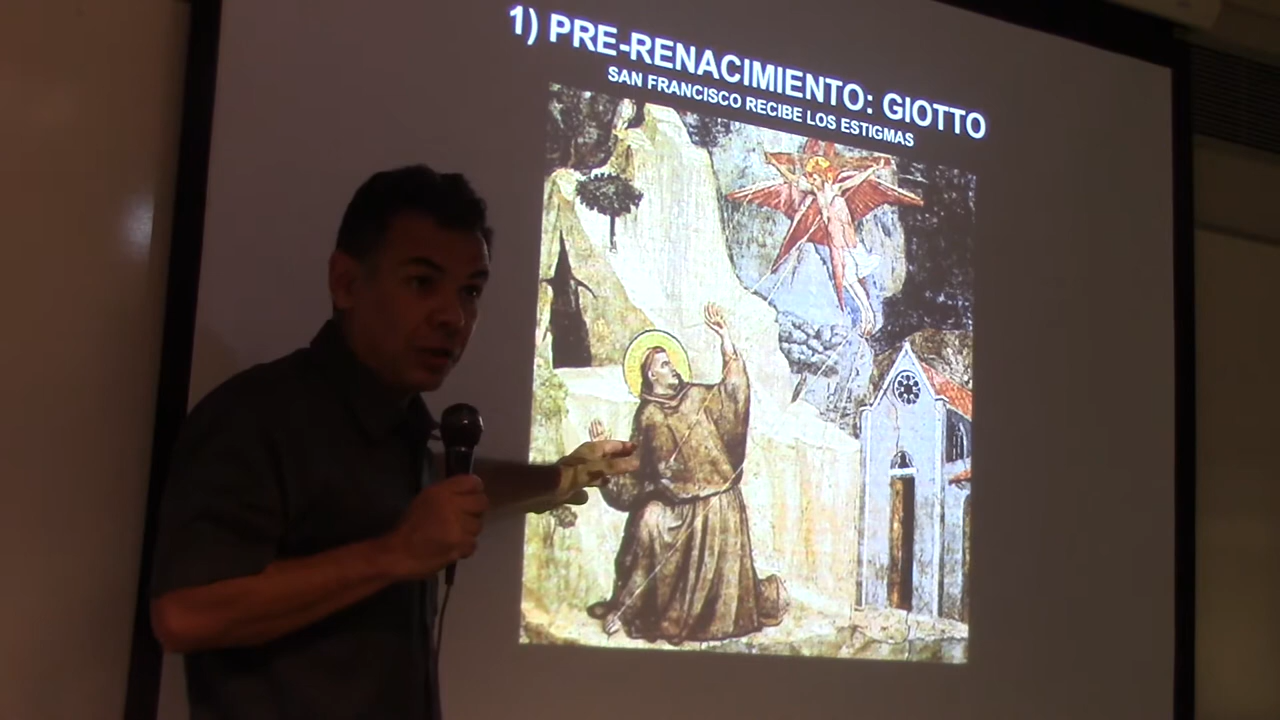 1) PRE-RENACIMIENTO: GIOTTO
SAN FRANCISCO RECIBE LOS ESTIGMAS